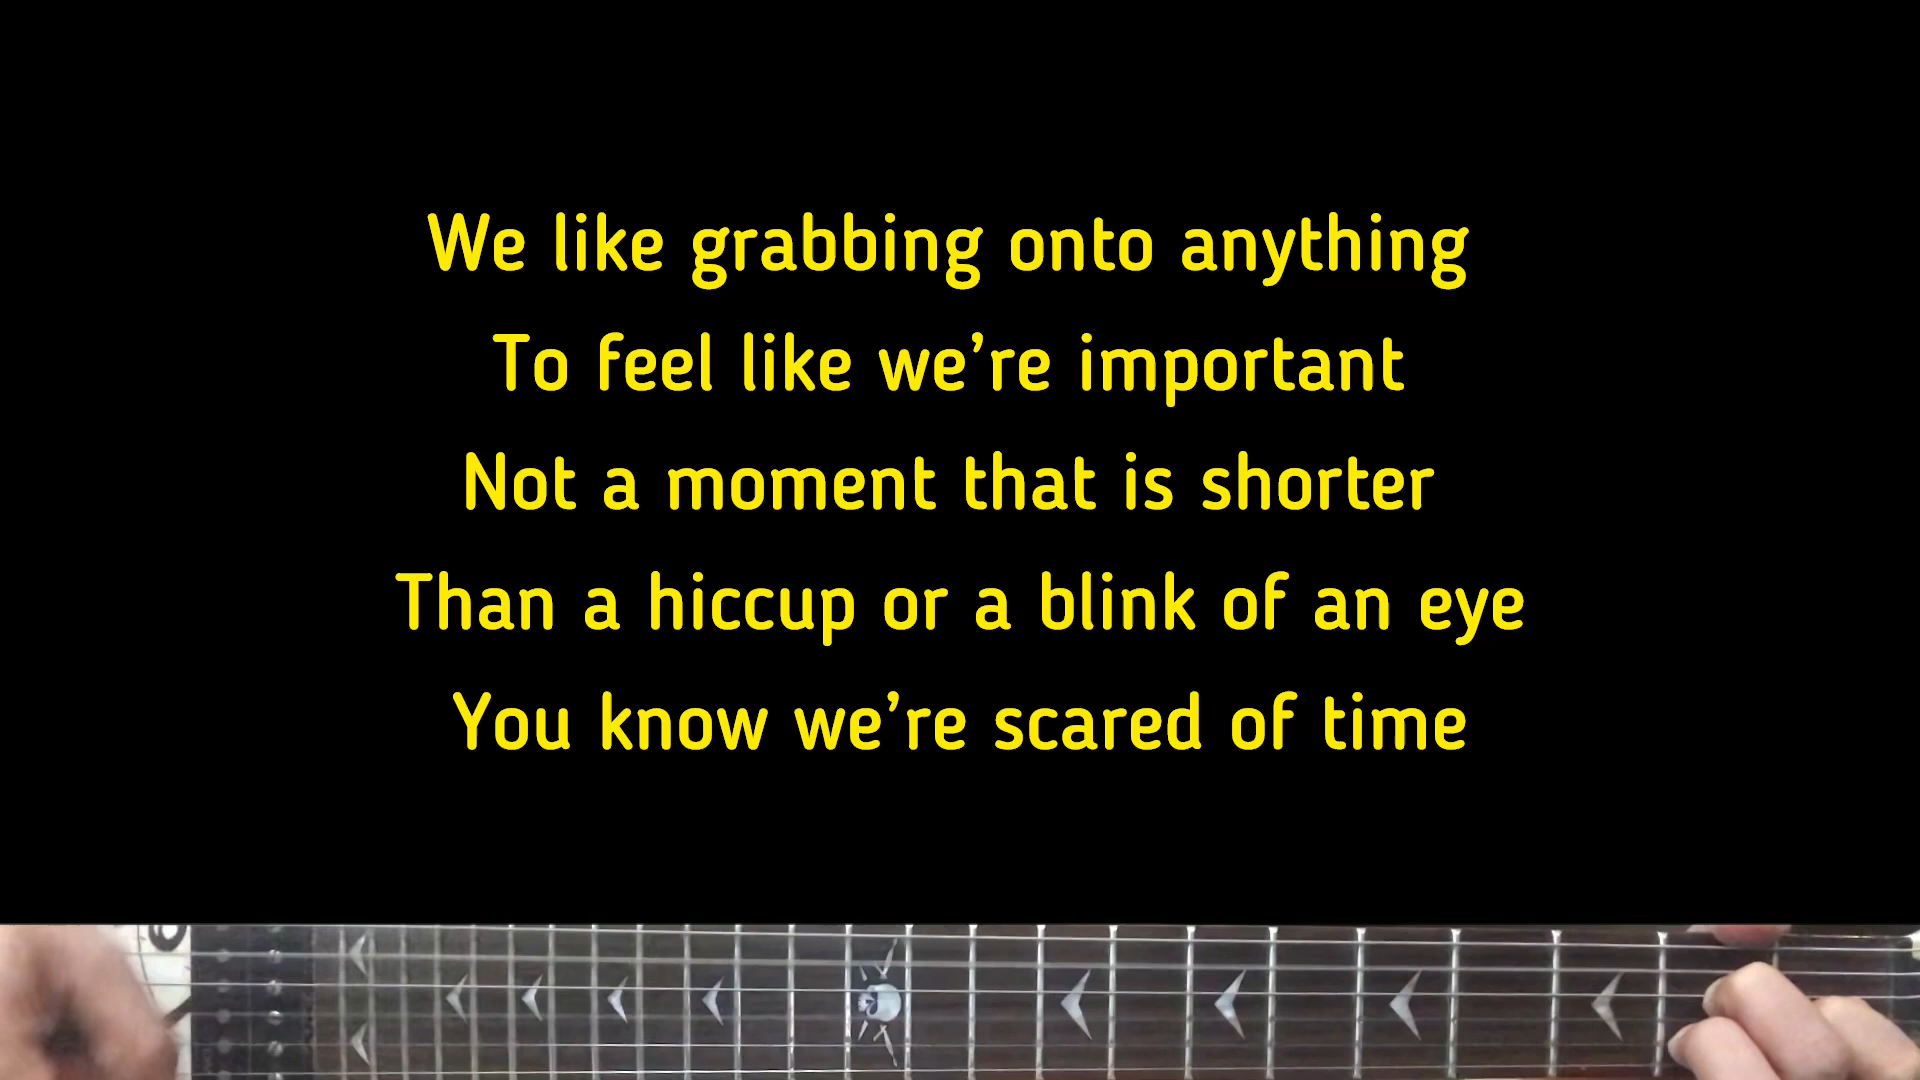 We like grabbing onto anything
To feel like we’re important
Not a moment that is shorter
Than a hiccup or a blink of an eye
You know we’re scared of time